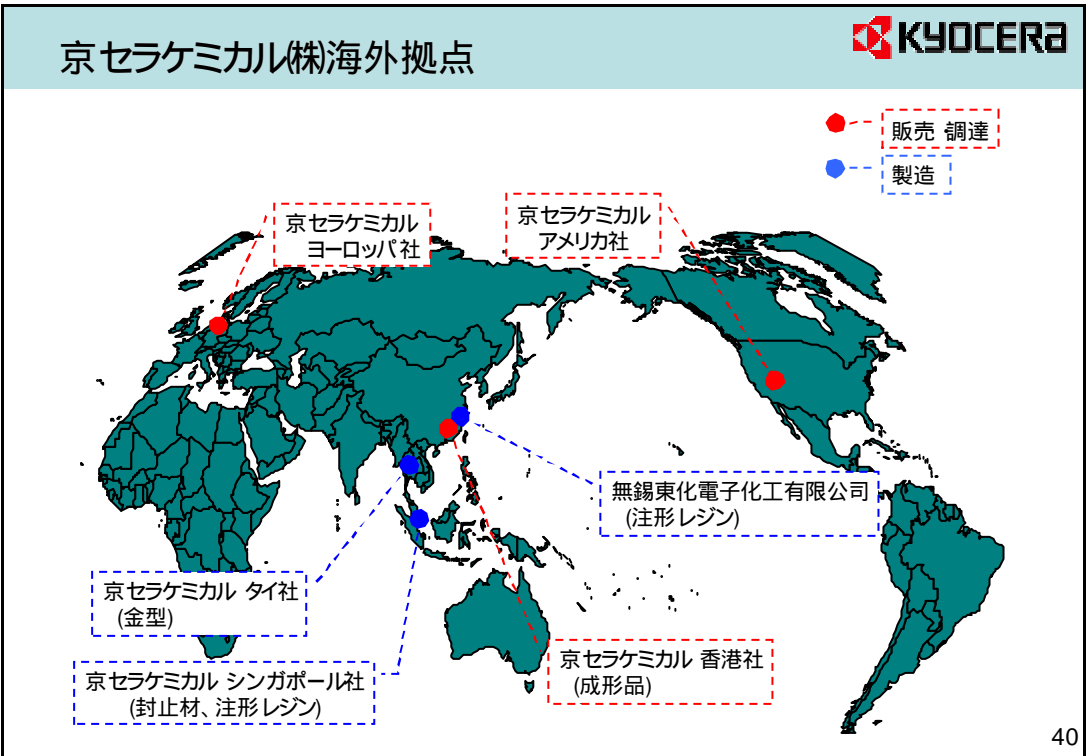 京セラケミカル㈱海外拠点
KYOCERA
販売・調達
製造
京セラケミカル
ヨーロッパ社
京セラケミカル
アメリカ社
無錫東化電子化工有限公司
(注形レジン)
京セラケミカル タイ社
(金型)
京セラケミカル シンガポール社
(封止材、注形レジン)
京セラケミカル 香港社
(成形品)
40